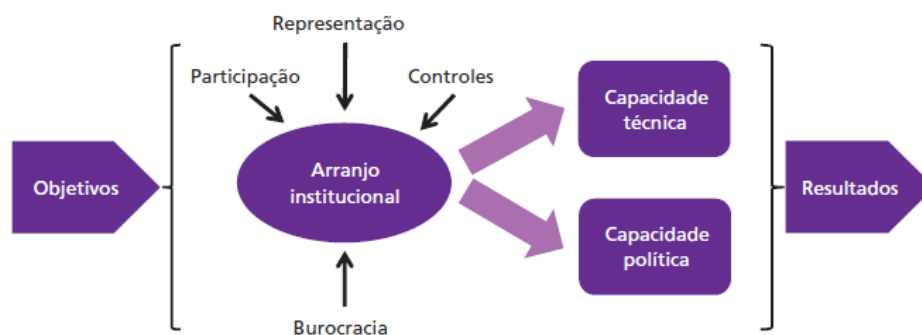 Representação
Participação
Controles
Capacidade
técnica
Objetivos
Arranjo
institucional
Resultados
Capacidade
política
Burocracia